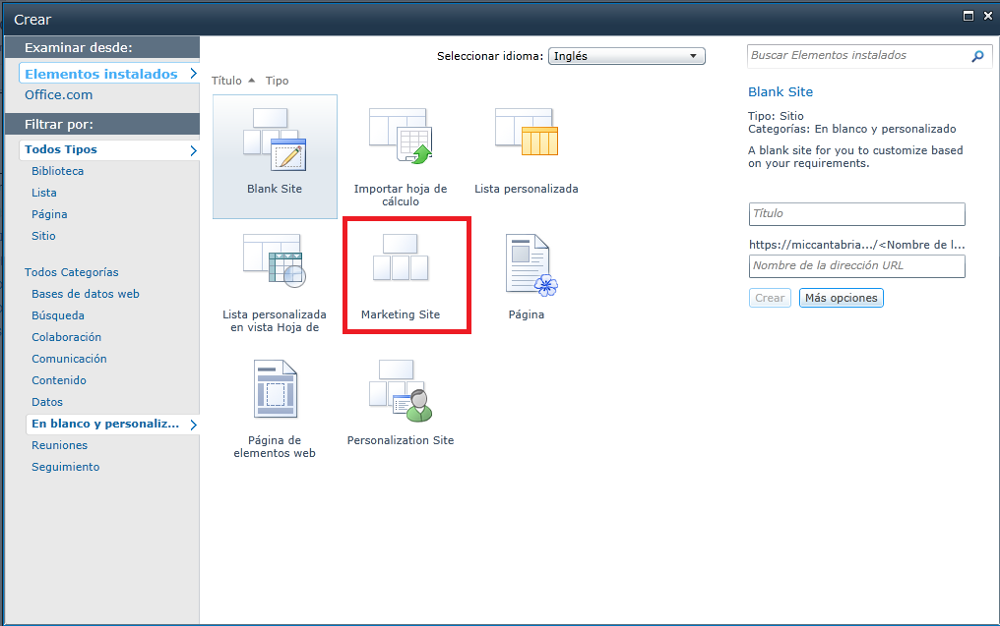 Crear
Examinar desde:
Elementos instalados
Office.com
Filtrar por:
Todos Tipos
Biblioteca
Lista
Página
Sitio
Todos Categorías
Bases de datos web
Búsqueda
Colaboración
Comunicación
Contenido
Datos
En blanco y personaliz...
Reuniones
Seguimiento
Seleccionar idioma: Inglés
Título Tipo
Blank Site
Importar hoja de
cálculo
Lista personalizada
Lista personalizada
en vista Hoja de
Marketing Site
Página
Página de
elementos web
Personalization Site
Buscar Elementos instalados
Blank Site
Tipo: Sitio
Categorías: En blanco y personalizado
A blank site for you to customize based
on your requirements.
Título
https://miccantabria.../<Nombre de l...
Nombre de la dirección URL
Crear Más opciones